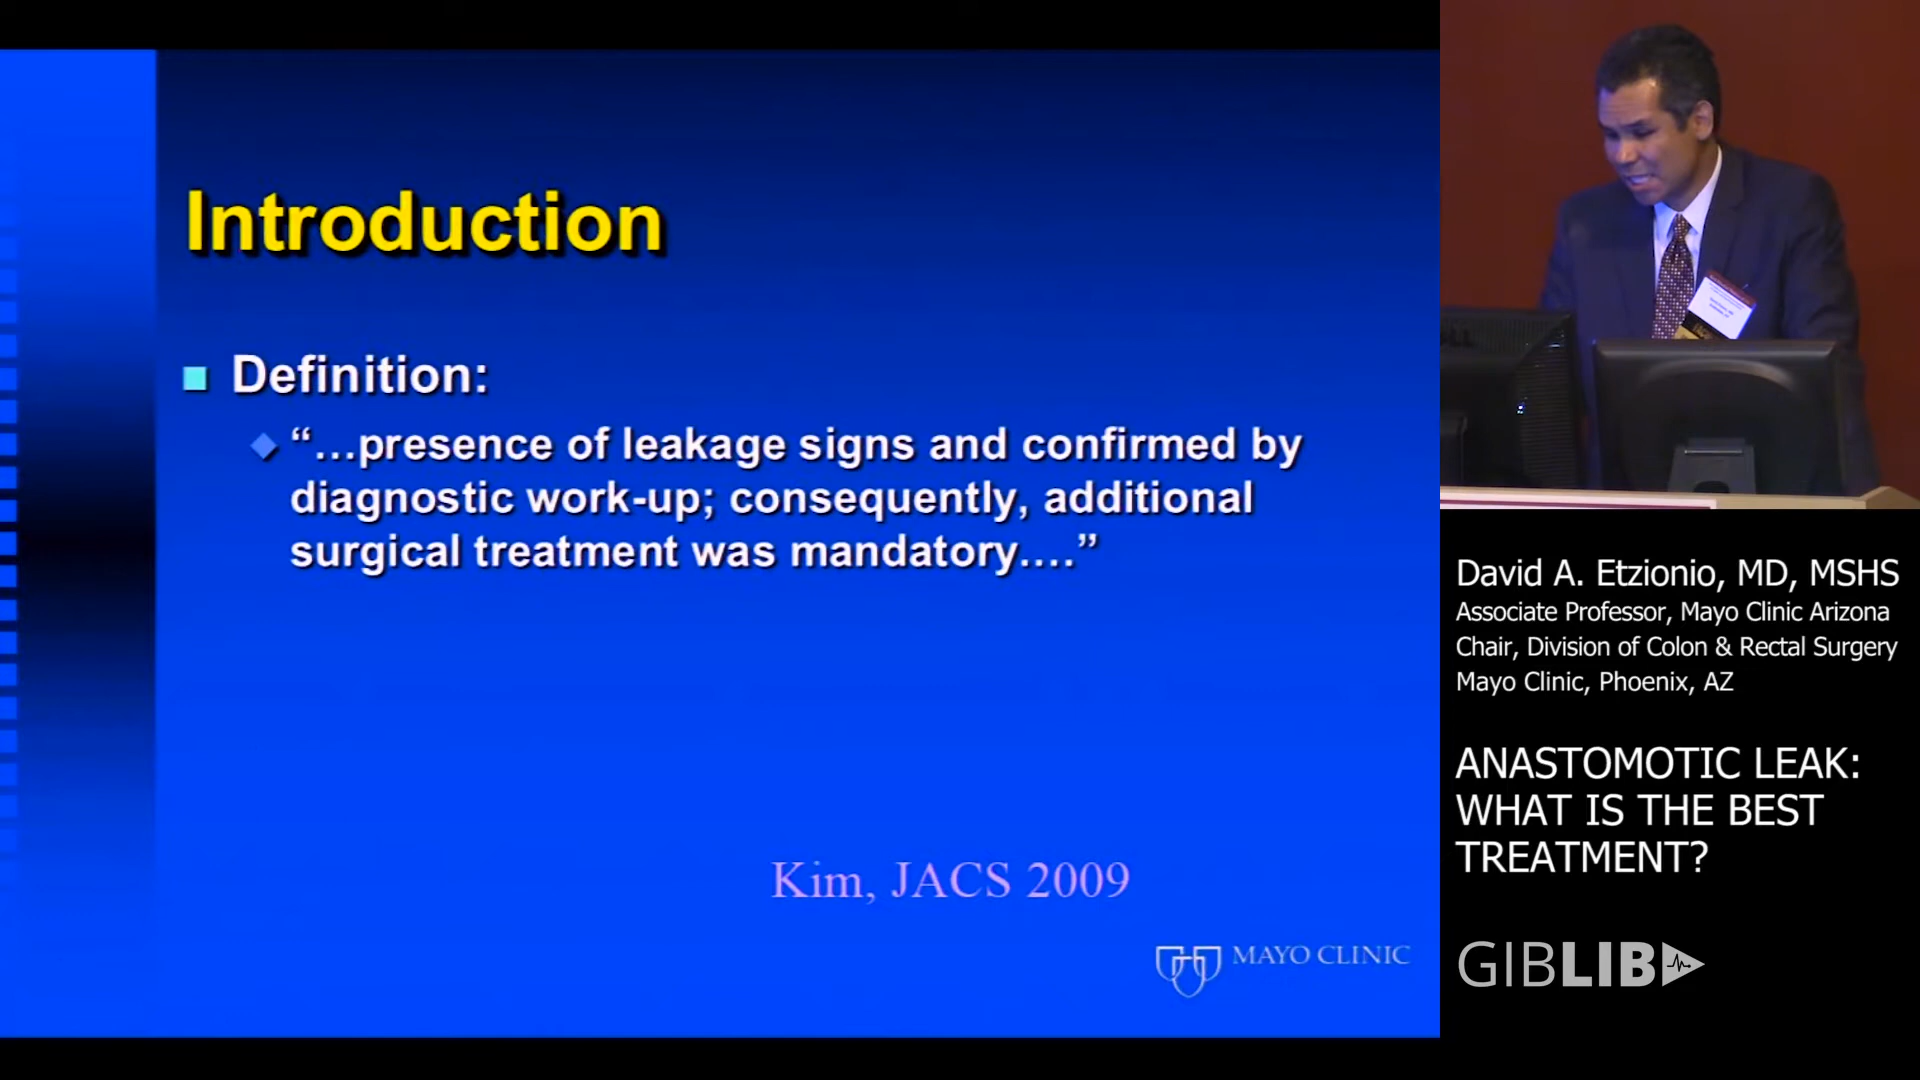 Introduction
Definition:
“…presence of leakage signs and confirmed by
diagnostic work-up; consequently, additional
surgical treatment was mandatory….”
Kim, JACS 2009
MAYO CLINIC
David A. Etzionio, MD, MSHS
Associate Professor, Mayo Clinic Arizona
Chair, Division of Colon & Rectal Surgery
Mayo Clinic, Phoenix, AZ
ANASTOMOTIC LEAK:
WHAT IS THE BEST
TREATMENT?
GIBLIB